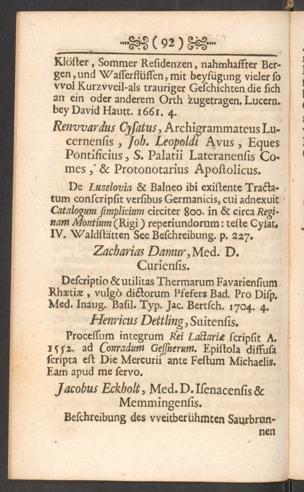 ( 92 )
Klöster, Sommer Residenzen, nahmhaffter Ber-
gen, und Wasserflüssen, mit beyfügung vieler so
vvol Kurzvveil-als trauriger Geschichten die sich
an ein oder anderem Orth zugetragen. Lucern.
bey David Hautt. 1661. 4.
Renvvardus Cysatus, Archigrammateus Lu-
cernensis, Joh. Leopoldi Avus, Eques
Pontificius, S. Palatii Lateranensis Co-
mes, & Protonotarius Apostolicus.
De Luzelovia & Balneo ibi existente Tracta-
tum conscripsit versibus Germanicis, cui adnexuit
Catalogum simplicium circiter 800. in & circa Regi-
nam Montium (Rigi) reperiundorum: teste Cysat.
IV. Waldstätten See Beschreibung. p. 227.
Zacharias Damur, Med. D.
Curiensis.
Descriptio & utilitas Thermarum Favariensium
Rhætiæ, vulgò dictorum Pfefers Bad. Pro Disp.
Med. Inaug. Basil. Typ. Jac. Bertsch. 1704. 4.
Henricus Dettling, Suitensis.
Processum integrum Rei Lactariæ scripsit A.
1552. ad Conradum Gessnerum. Epistola diffusa
scripta est Die Mercurii ante Festum Michaelis.
Eam apud me servo.
Jacobus Eckholt, Med. D. Isenacensis &
Memmingensis.
Beschreibung des vveitberühmten Saurbrun-
nen